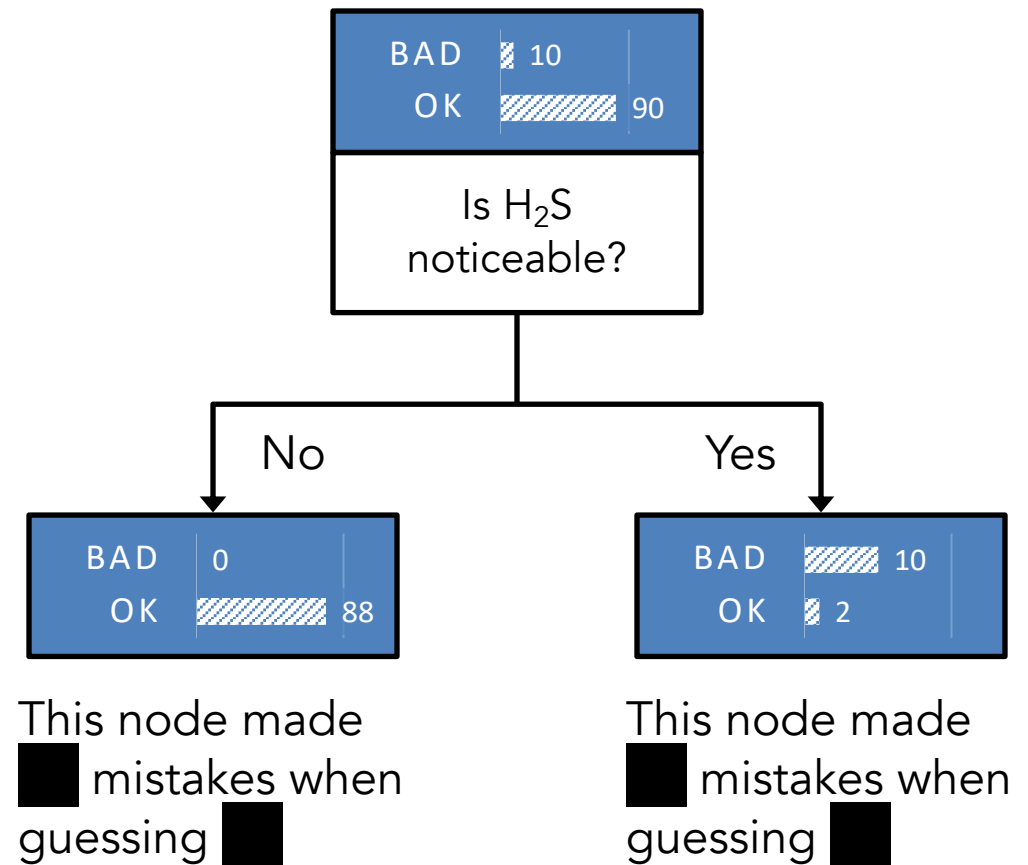 BAD 10
OK 90
Is H₂S
noticeable?
No
Yes
BAD 0
OK 88
BAD 10
OK 2
This node made
mistakes when
guessing
This node made
mistakes when
guessing